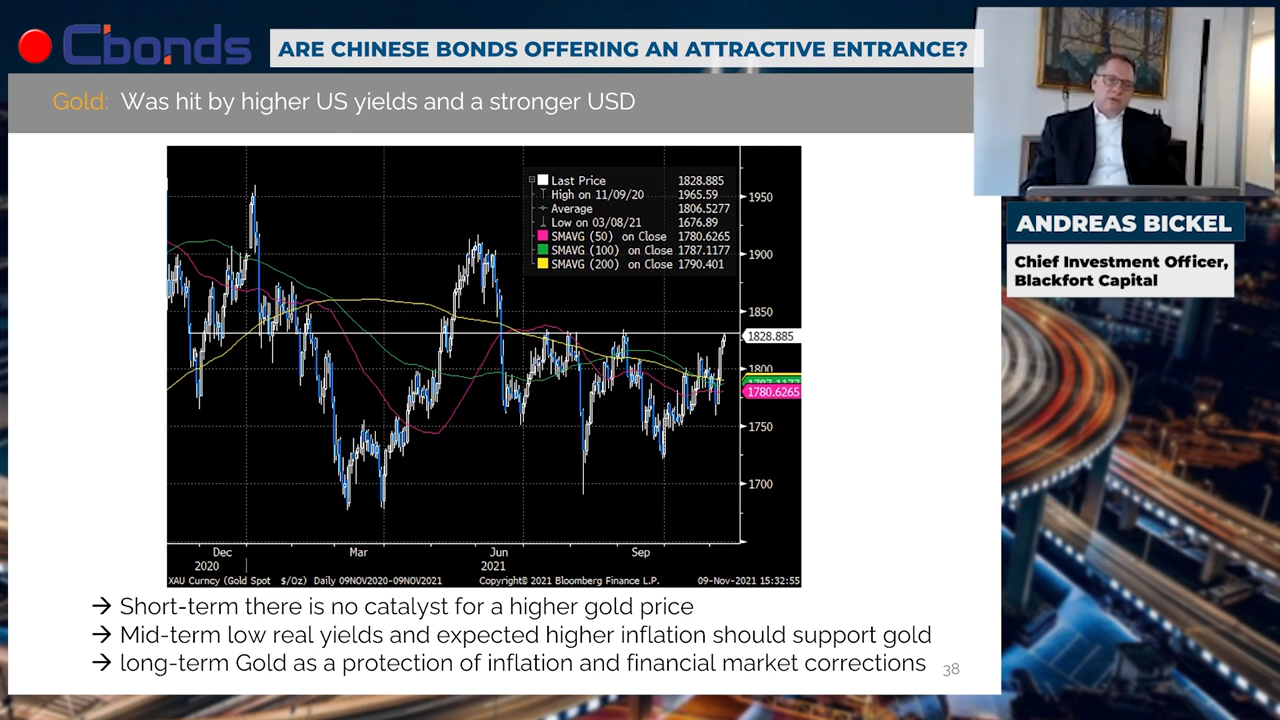 Cbonds
ARE CHINESE BONDS OFFERING AN ATTRACTIVE ENTRANCE?
Gold: Was hit by higher US yields and a stronger USD
Last Price 1828.885
High on 11/09/20 1965.59
Average 1806.5277
Low on 03/08/21 1676.89
SMAVG (50) on Close 1780.6265
SMAVG (100) on Close 1787.1177
SMAVG (200) on Close 1790.401
1950
1900
1850
1828.885
1800
1787.1177
1780.6265
1750
1700
Dec Mar Jun Sep
2020 2021
XAU Curncy (Gold Spot $/Oz) Daily 09NOV2020-09NOV2021 Copyright© 2021 Bloomberg Finance L.P. 09-Nov-2021 15:32:55
→ Short-term there is no catalyst for a higher gold price
→ Mid-term low real yields and expected higher inflation should support gold
→ long-term Gold as a protection of inflation and financial market corrections
38
ANDREAS BICKEL
Chief Investment Officer,
Blackfort Capital